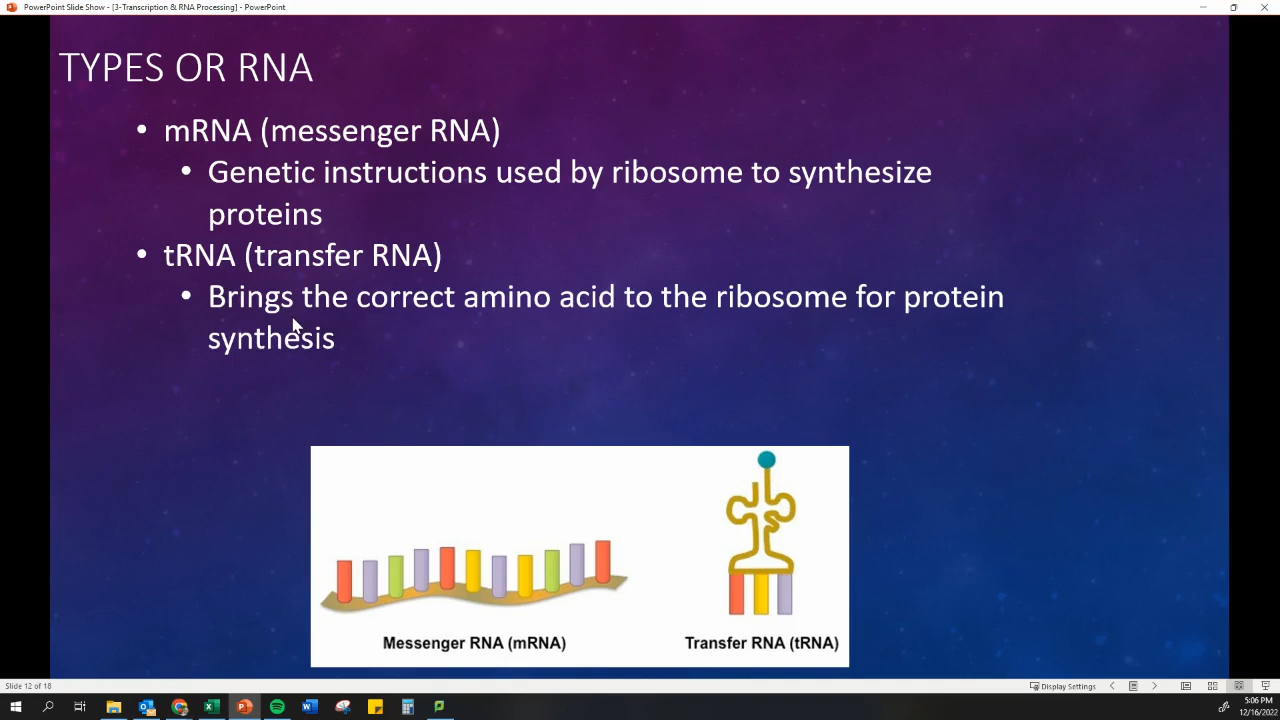 PowerPoint Slide Show - [3-Transcription & RNA Processing] - PowerPoint
TYPES OR RNA
• mRNA (messenger RNA)
• Genetic instructions used by ribosome to synthesize
proteins
• tRNA (transfer RNA)
• Brings the correct amino acid to the ribosome for protein
synthesis
Messenger RNA (mRNA)
Transfer RNA (tRNA)
Slide 12 of 18
Display Settings
5:06 PM
12/16/2022